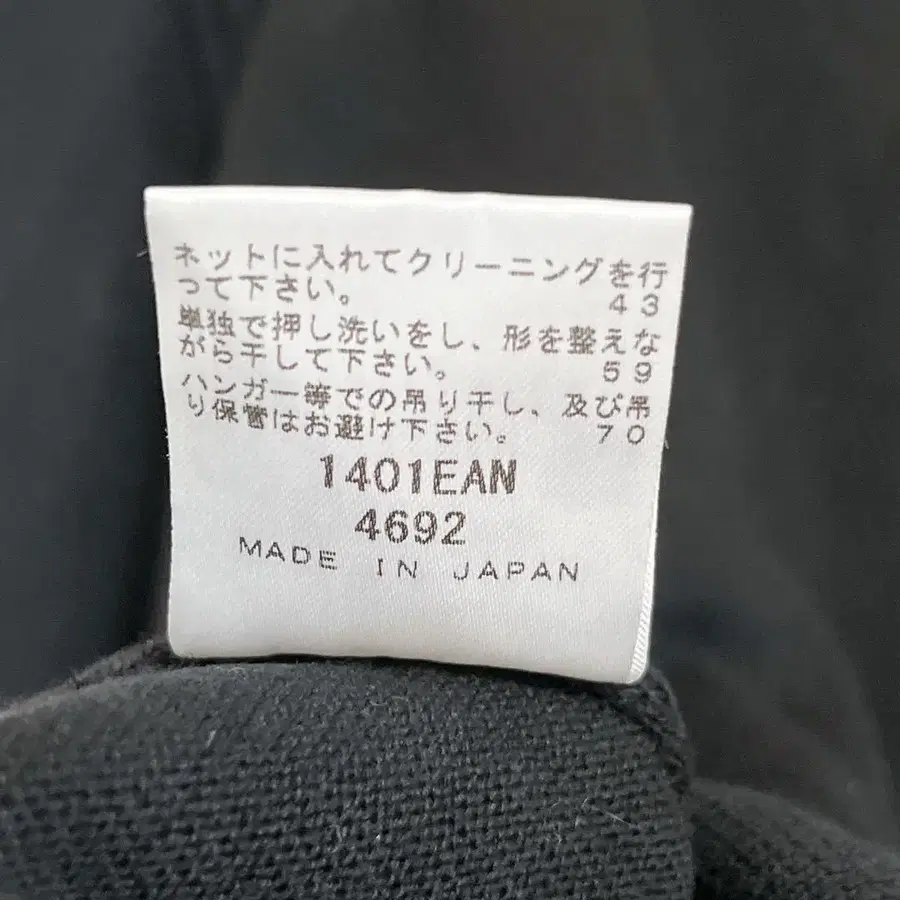 ネットに入れてクリーニングを行
って下さい。 43
単独で押し洗いをし、形を整えな
がら干して下さい。 59
ハンガー等での吊り干し、及び吊
り保管はお避け下さい。 70
1401EAN
4692
MADE IN JAPAN